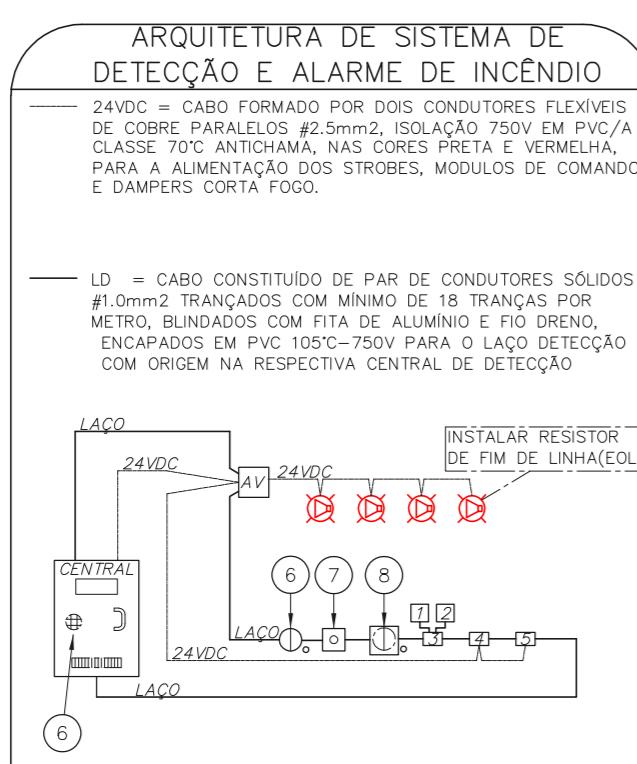 ARQUITETURA DE SISTEMA DE
DETECÇÃO E ALARME DE INCÊNDIO
24VDC = CABO FORMADO POR DOIS CONDUTORES FLEXÍVEIS
DE COBRE PARALELOS #2.5mm2, ISOLAÇÃO 750V EM PVC/A
CLASSE 70°C ANTICHAMA, NAS CORES PRETA E VERMELHA,
PARA A ALIMENTAÇÃO DOS STROBES, MODULOS DE COMANDO
E DAMPERS CORTA FOGO.
LD = CABO CONSTITUÍDO DE PAR DE CONDUTORES SÓLIDOS
#1.0mm2 TRANÇADOS COM MÍNIMO DE 18 TRANÇAS POR
METRO, BLINDADOS COM FITA DE ALUMÍNIO E FIO DRENO,
ENCAPADOS EM PVC 105°C-750V PARA O LAÇO DETECÇÃO
COM ORIGEM NA RESPECTIVA CENTRAL DE DETECÇÃO
LAÇO
INSTALAR RESISTOR
DE FIM DE LINHA(EOL
24VDC
AV
24VDC
CENTRAL
6
7
8
1
2
LAÇO
3
4
5
24VDC
LAÇO
6